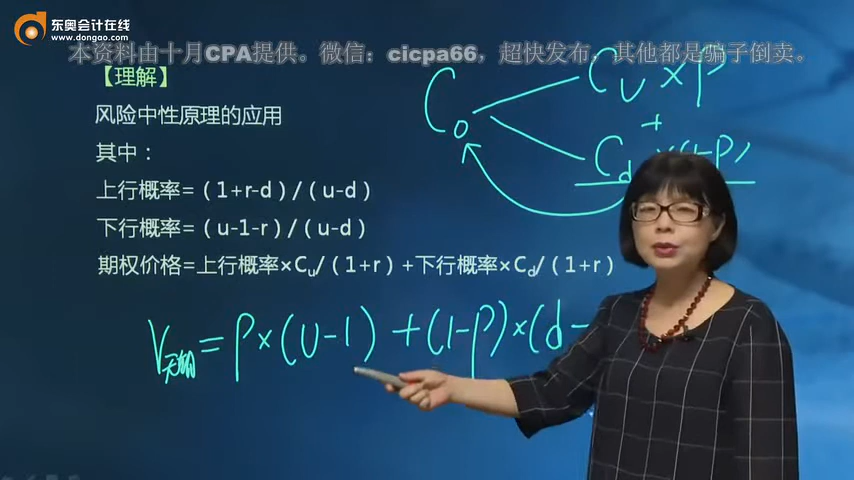 东奥会计在线
www.dongao.com
本资料由十月CPA提供。微信：cicpa66，超快发布，其他都是骗子倒卖。
【理解】
风险中性原理的应用
其中：
上行概率=（1+r-d）/（u-d）
下行概率=（u-1-r）/（u-d）
期权价格=上行概率×Cu/（1+r）+下行概率×Cd/（1+r）
C0
Cu×P
+
Cd×(1-P)
=P×(u-1)+(1-P)×(d-